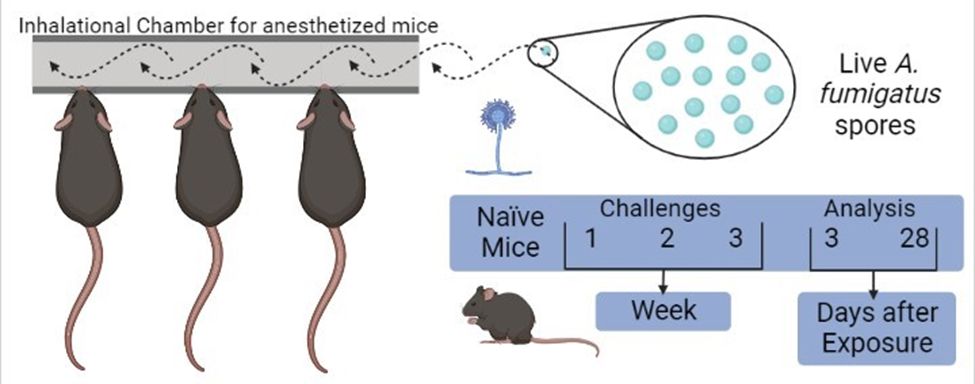 Inhalational Chamber for anesthetized mice
Live A.
fumigatus
spores
Naïve
Mice
Challenges
1 2 3
Week
Analysis
3 28
Days after
Exposure